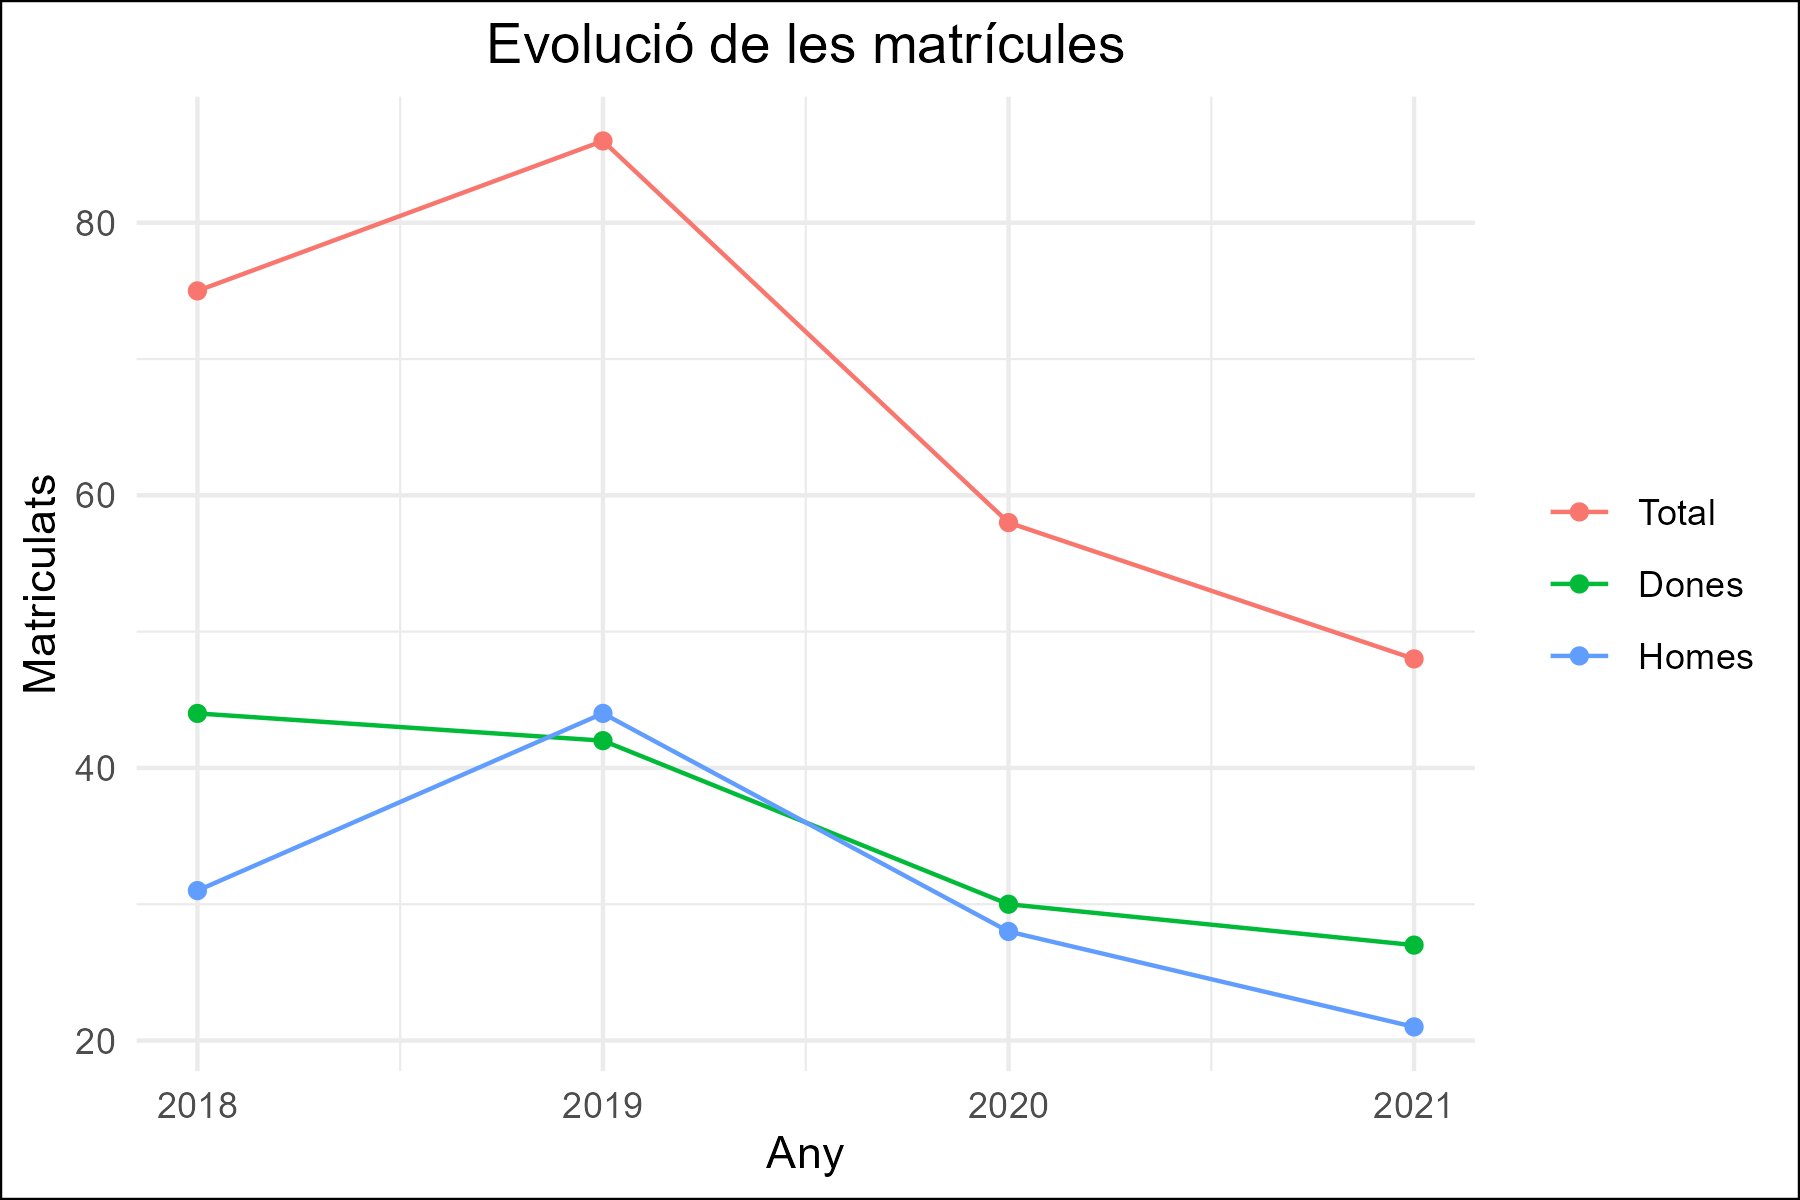 Evolució de les matrícules
Matriculats
80
60
40
20
2018
2019
2020
2021
Any
Total
Dones
Homes